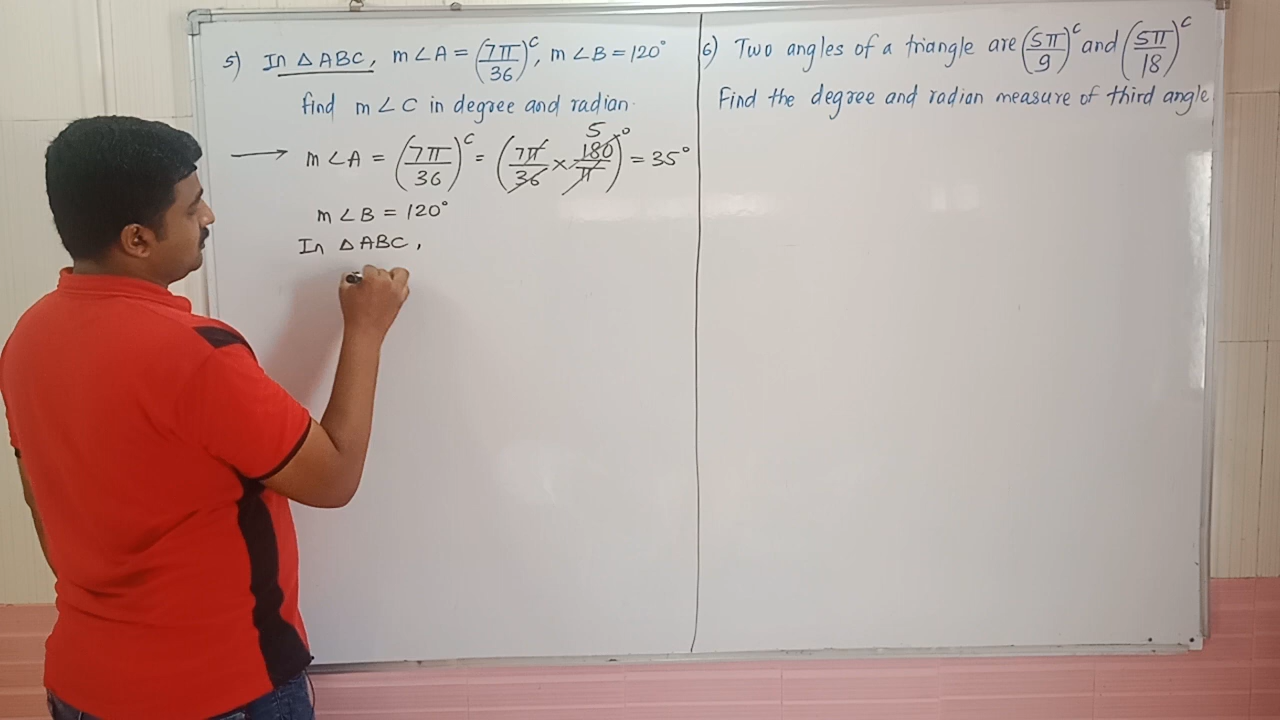 5) In △ABC, m∠A = (7π/36)ᶜ, m∠B = 120°
find m∠C in degree and radian.
→ m∠A = (7π/36)ᶜ = (7π/36 × 180/π)° = 35°
5
m∠B = 120°
In △ABC,
6) Two angles of a triangle are (5π/9)ᶜ and (5π/18)ᶜ
Find the degree and radian measure of third angle.